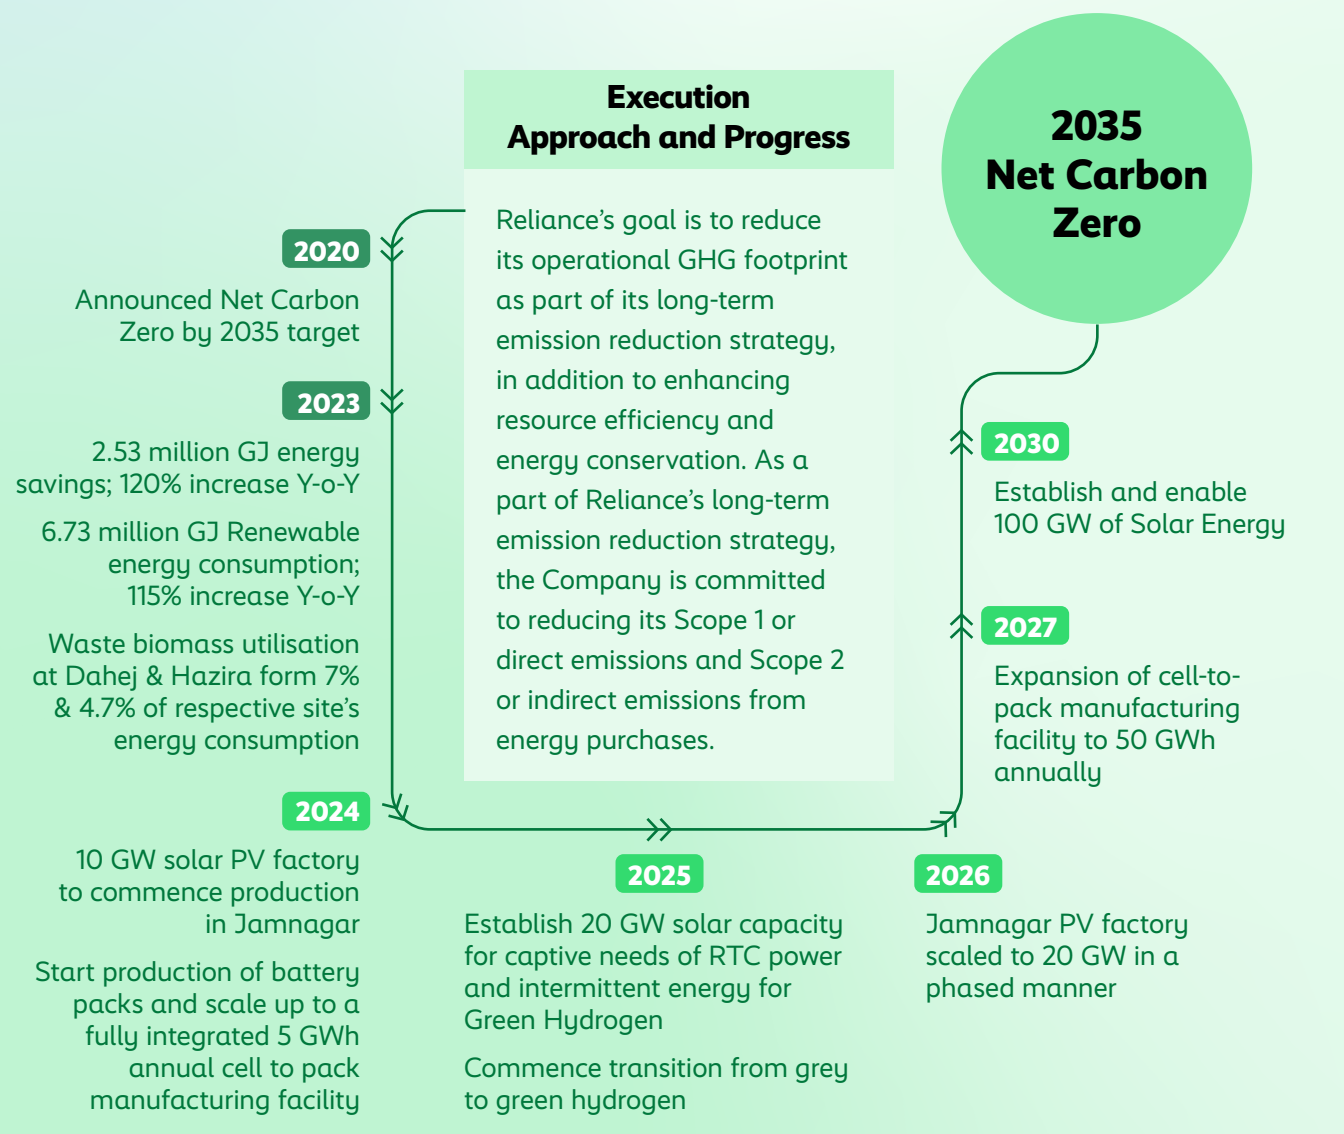 Execution
Approach and Progress
Reliance's goal is to reduce
its operational GHG footprint
as part of its long-term
emission reduction strategy,
in addition to enhancing
resource efficiency and
energy conservation. As a
part of Reliance's long-term
emission reduction strategy,
the Company is committed
to reducing its Scope 1 or
direct emissions and Scope 2
or indirect emissions from
energy purchases.
2020
Announced Net Carbon
Zero by 2035 target
2023
2.53 million GJ energy
savings; 120% increase Y-o-Y
6.73 million GJ Renewable
energy consumption;
115% increase Y-o-Y
Waste biomass utilisation
at Dahej & Hazira form 7%
& 4.7% of respective site's
energy consumption
2024
10 GW solar PV factory
to commence production
in Jamnagar
Start production of battery
packs and scale up to a
fully integrated 5 GWh
annual cell to pack
manufacturing facility
2025
Establish 20 GW solar capacity
for captive needs of RTC power
and intermittent energy for
Green Hydrogen
Commence transition from grey
to green hydrogen
2026
Jamnagar PV factory
scaled to 20 GW in a
phased manner
2027
Expansion of cell-to-
pack manufacturing
facility to 50 GWh
annually
2030
Establish and enable
100 GW of Solar Energy
2035
Net Carbon
Zero